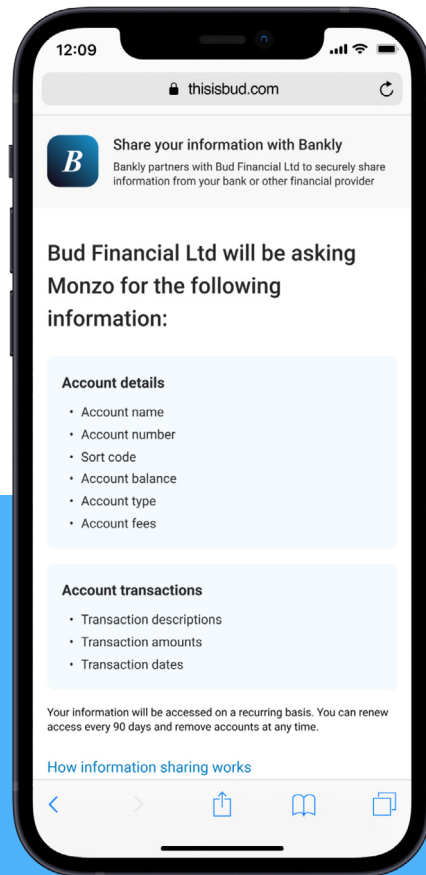 12:09
thisisbud.com
B
Share your information with Bankly
Bankly partners with Bud Financial Ltd to securely share
information from your bank or other financial provider
Bud Financial Ltd will be asking
Monzo for the following
information:
Account details
• Account name
• Account number
• Sort code
• Account balance
• Account type
• Account fees
Account transactions
• Transaction descriptions
• Transaction amounts
• Transaction dates
Your information will be accessed on a recurring basis. You can renew
access every 90 days and remove accounts at any time.
How information sharing works